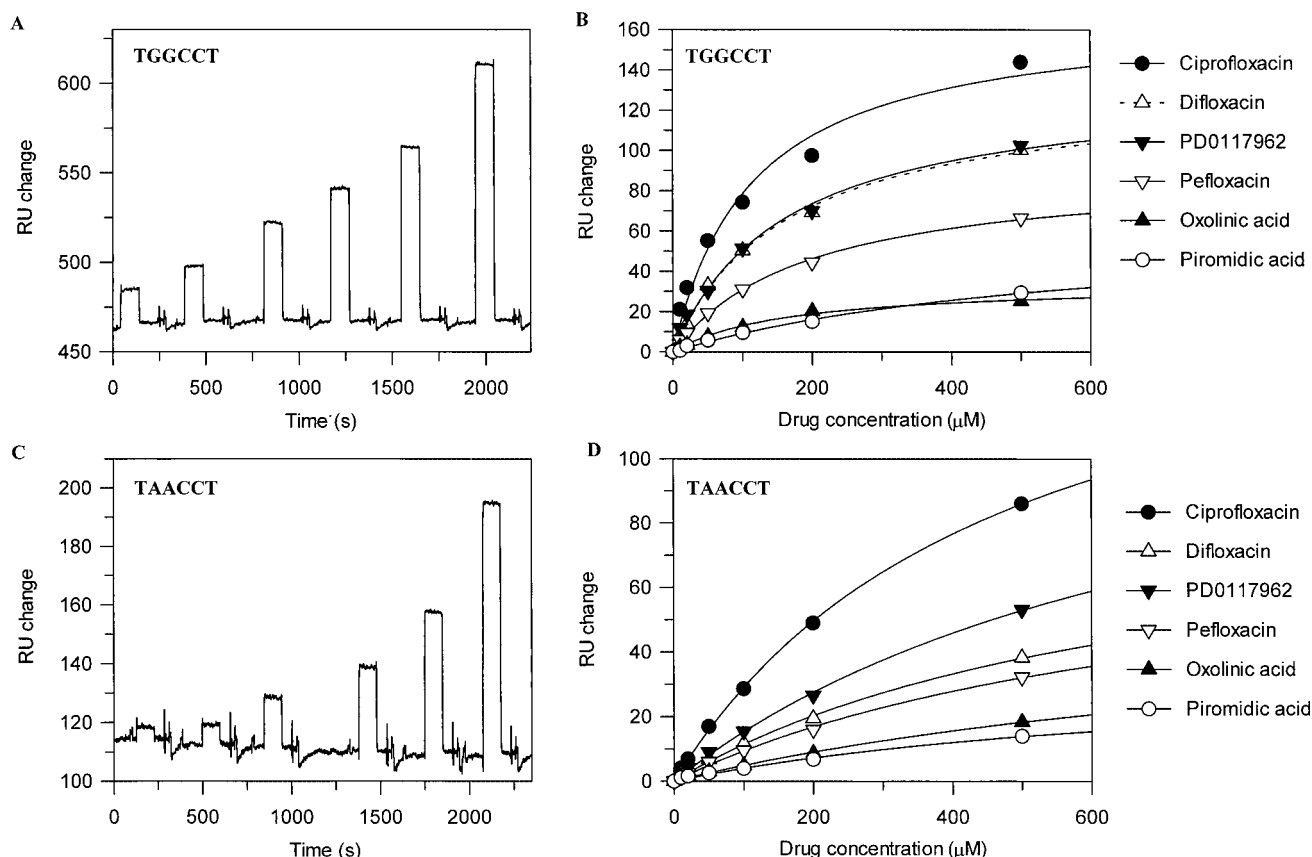 A
TGGCCT
RU change
600
550
500
450
0
500
1000
1500
2000
Time (s)
B
TGGCCT
RU change
160
140
120
100
80
60
40
20
0
0
200
400
600
Drug concentration (μM)
Ciprofloxacin
Difloxacin
PD0117962
Pefloxacin
Oxolinic acid
Piromidic acid
C
TAACCT
RU change
200
180
160
140
120
100
0
500
1000
1500
2000
Time (s)
D
TAACCT
RU change
100
80
60
40
20
0
0
200
400
600
Drug concentration (μM)
Ciprofloxacin
Difloxacin
PD0117962
Pefloxacin
Oxolinic acid
Piromidic acid